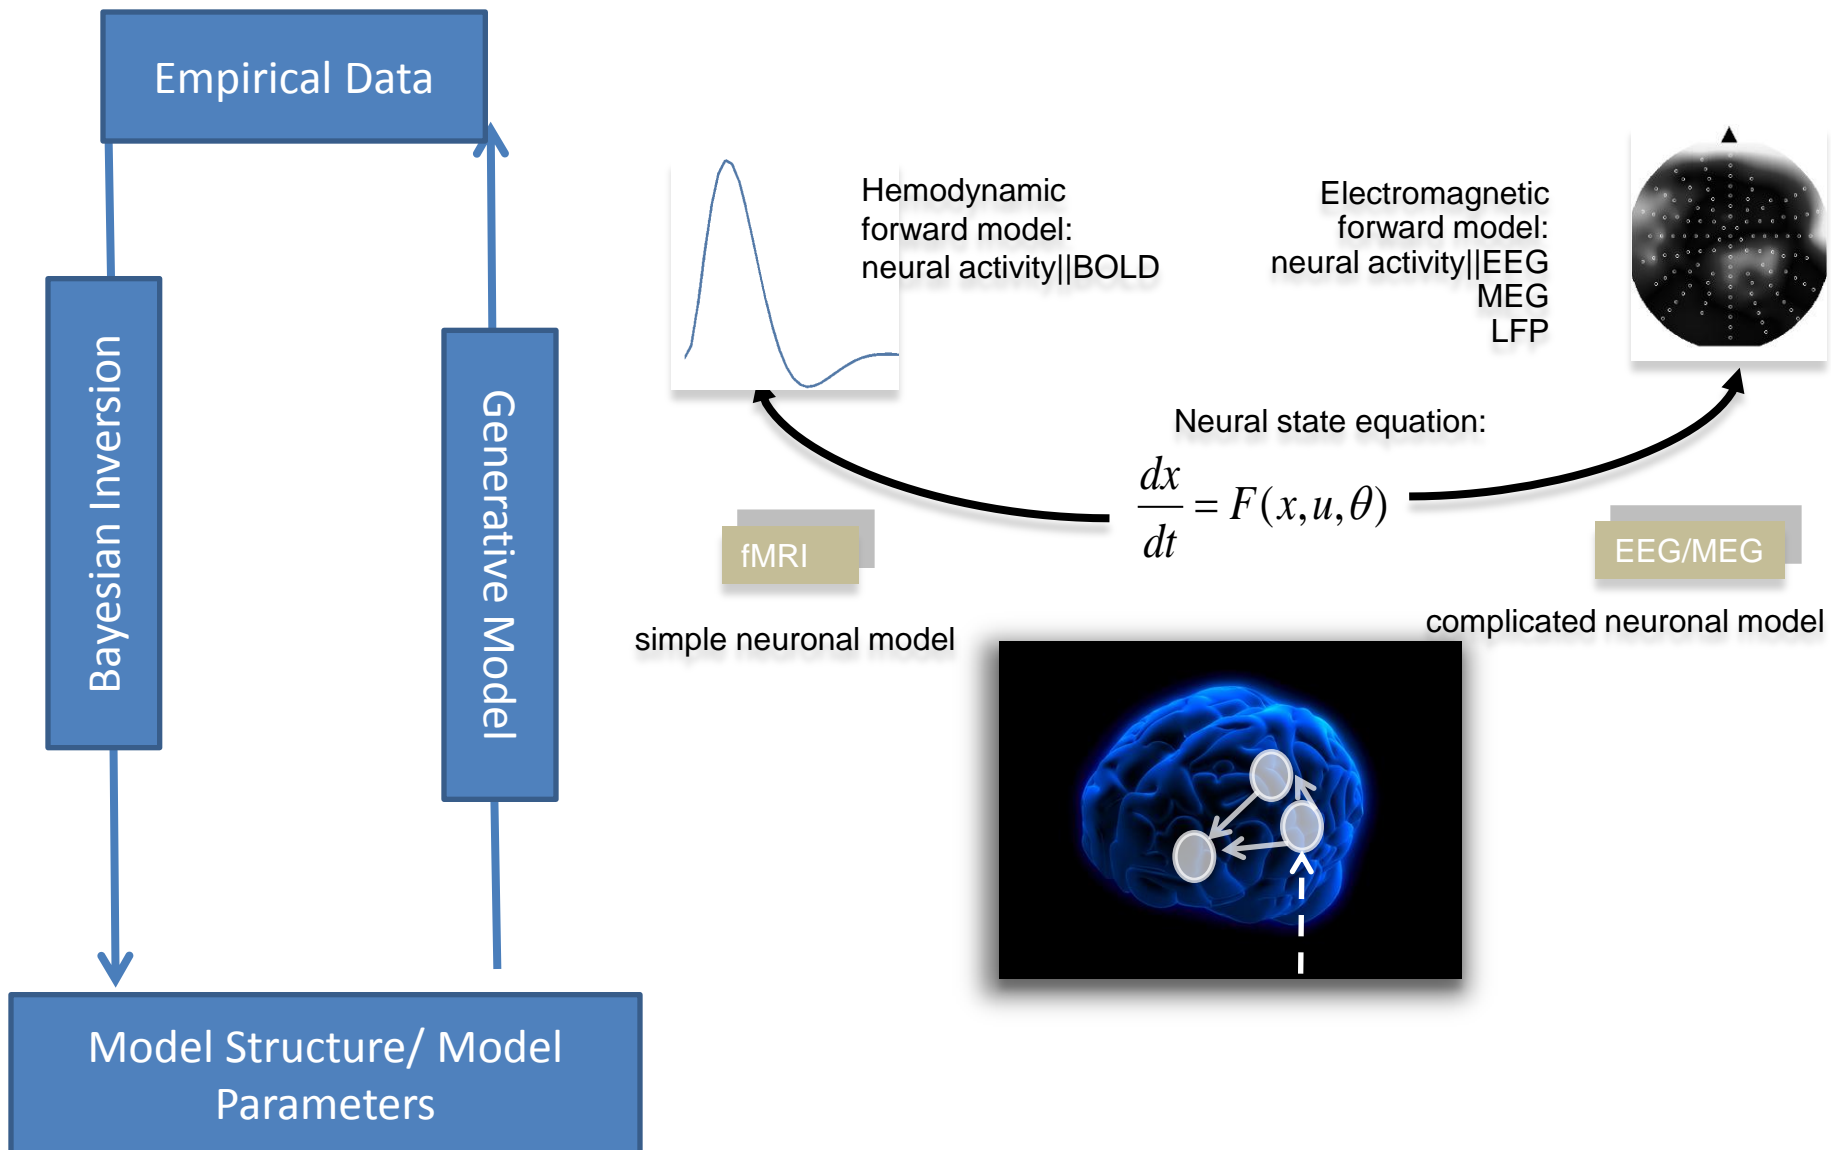 Empirical Data
Bayesian Inversion
Generative Model
Model Structure/ Model
Parameters
Hemodynamic
forward model:
neural activity||BOLD
Electromagnetic
forward model:
neural activity||EEG
MEG
LFP
Neural state equation:
dx/dt = F(x,u,θ)
fMRI
EEG/MEG
simple neuronal model
complicated neuronal model